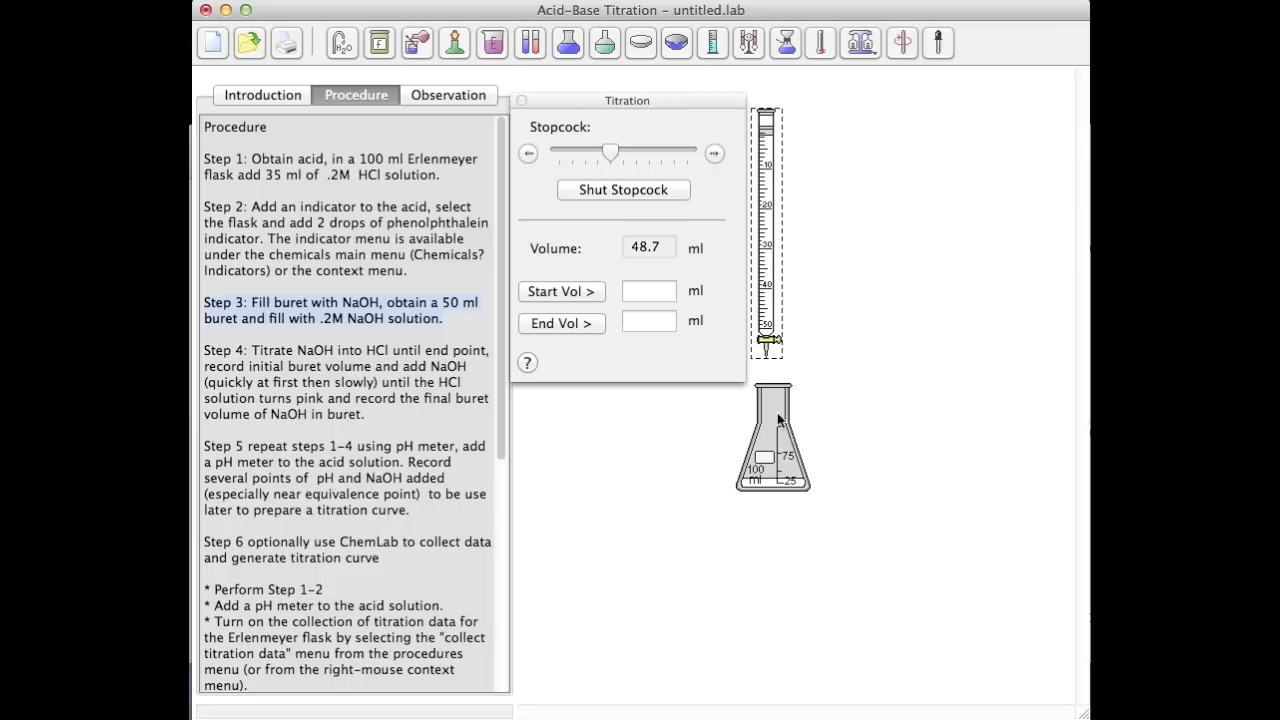 Acid-Base Titration - untitled.lab
H₂O
F
E
Introduction
Procedure
Observation
Procedure
Step 1: Obtain acid, in a 100 ml Erlenmeyer
flask add 35 ml of  .2M  HCl solution.
Step 2: Add an indicator to the acid, select
the flask and add 2 drops of phenolphthalein
indicator. The indicator menu is available
under the chemicals main menu (Chemicals?
Indicators) or the context menu.
Step 3: Fill buret with NaOH, obtain a 50 ml
buret and fill with .2M NaOH solution.
Step 4: Titrate NaOH into HCl until end point,
record initial buret volume and add NaOH
(quickly at first then slowly) until the HCl
solution turns pink and record the final buret
volume of NaOH in buret.
Step 5 repeat steps 1-4 using pH meter, add
a pH meter to the acid solution. Record
several points of  pH and NaOH added
(especially near equivalence point)  to be use
later to prepare a titration curve.
Step 6 optionally use ChemLab to collect data
and generate titration curve
* Perform Step 1-2
* Add a pH meter to the acid solution.
* Turn on the collection of titration data for
the Erlenmeyer flask by selecting the "collect
titration data" menu from the procedures
menu (or from the right-mouse context
menu).
Titration
Stopcock:
Shut Stopcock
Volume: 48.7 ml
Start Vol > ml
End Vol > ml
?
10
20
30
40
50
75
100
ml
25